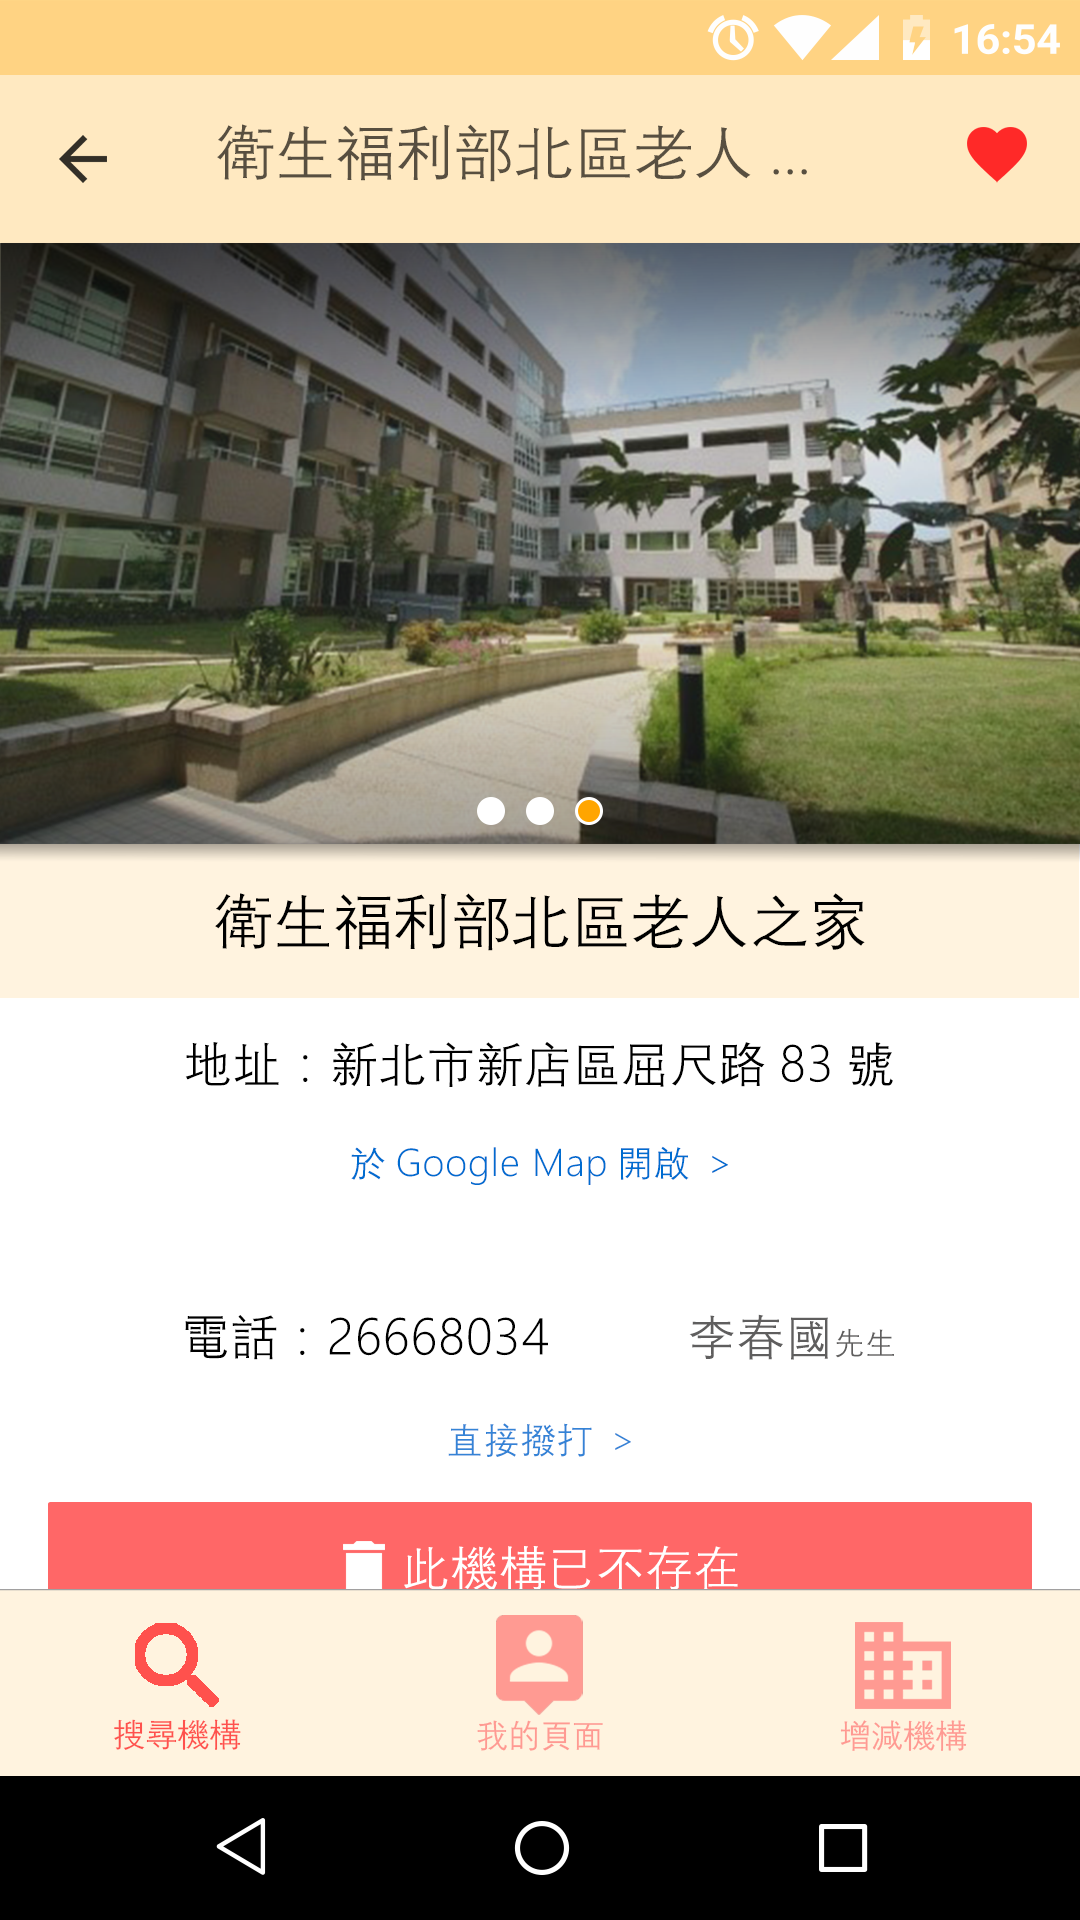 16:54
衛生福利部北區老人 ...
衛生福利部北區老人之家
地址：新北市新店區屈尺路 83 號
於 Google Map 開啟 >
電話：26668034 李春國先生
直接撥打 >
此機構已不存在
搜尋機構 我的頁面 增減機構